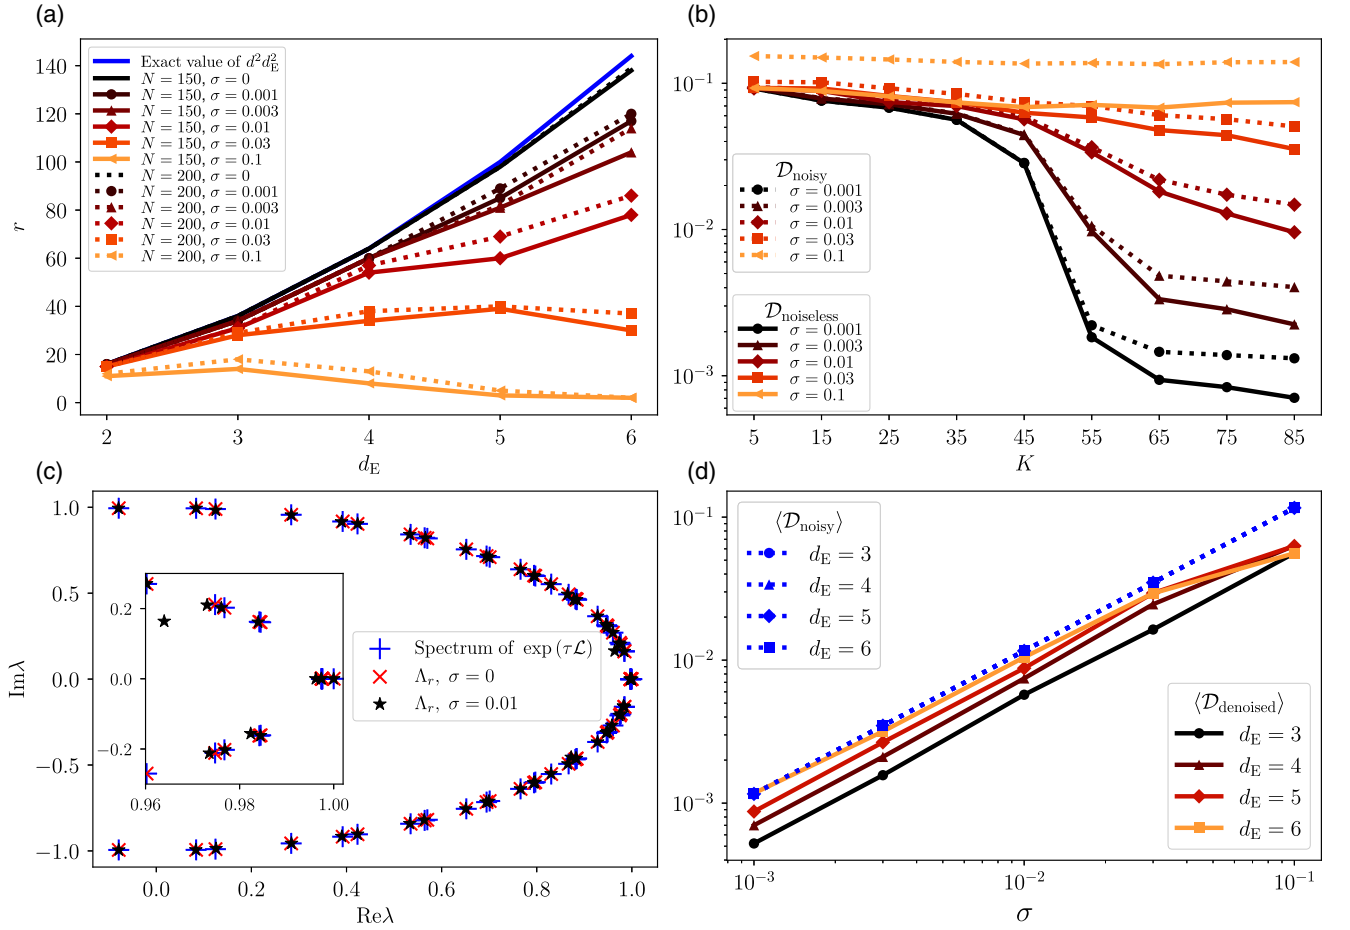 (a)
140
120
100
80
60
40
20
0
r
Exact value of d²d_E²
N = 150, σ = 0
N = 150, σ = 0.001
N = 150, σ = 0.003
N = 150, σ = 0.01
N = 150, σ = 0.03
N = 150, σ = 0.1
N = 200, σ = 0
N = 200, σ = 0.001
N = 200, σ = 0.003
N = 200, σ = 0.01
N = 200, σ = 0.03
N = 200, σ = 0.1
2 3 4 5 6
d_E
(b)
10⁻¹
10⁻²
10⁻³
𝒟_noisy
σ = 0.001
σ = 0.003
σ = 0.01
σ = 0.03
σ = 0.1
𝒟_noiseless
σ = 0.001
σ = 0.003
σ = 0.01
σ = 0.03
σ = 0.1
5 15 25 35 45 55 65 75 85
K
(c)
1.0
0.5
0.0
−0.5
−1.0
Imλ
0.2
0.0
−0.2
0.96 0.98 1.00
Spectrum of exp (τℒ)
Λ_r, σ = 0
Λ_r, σ = 0.01
0.0 0.2 0.4 0.6 0.8 1.0
Reλ
(d)
10⁻¹
10⁻²
10⁻³
⟨𝒟_noisy⟩
d_E = 3
d_E = 4
d_E = 5
d_E = 6
⟨𝒟_denoised⟩
d_E = 3
d_E = 4
d_E = 5
d_E = 6
10⁻³ 10⁻² 10⁻¹
σ